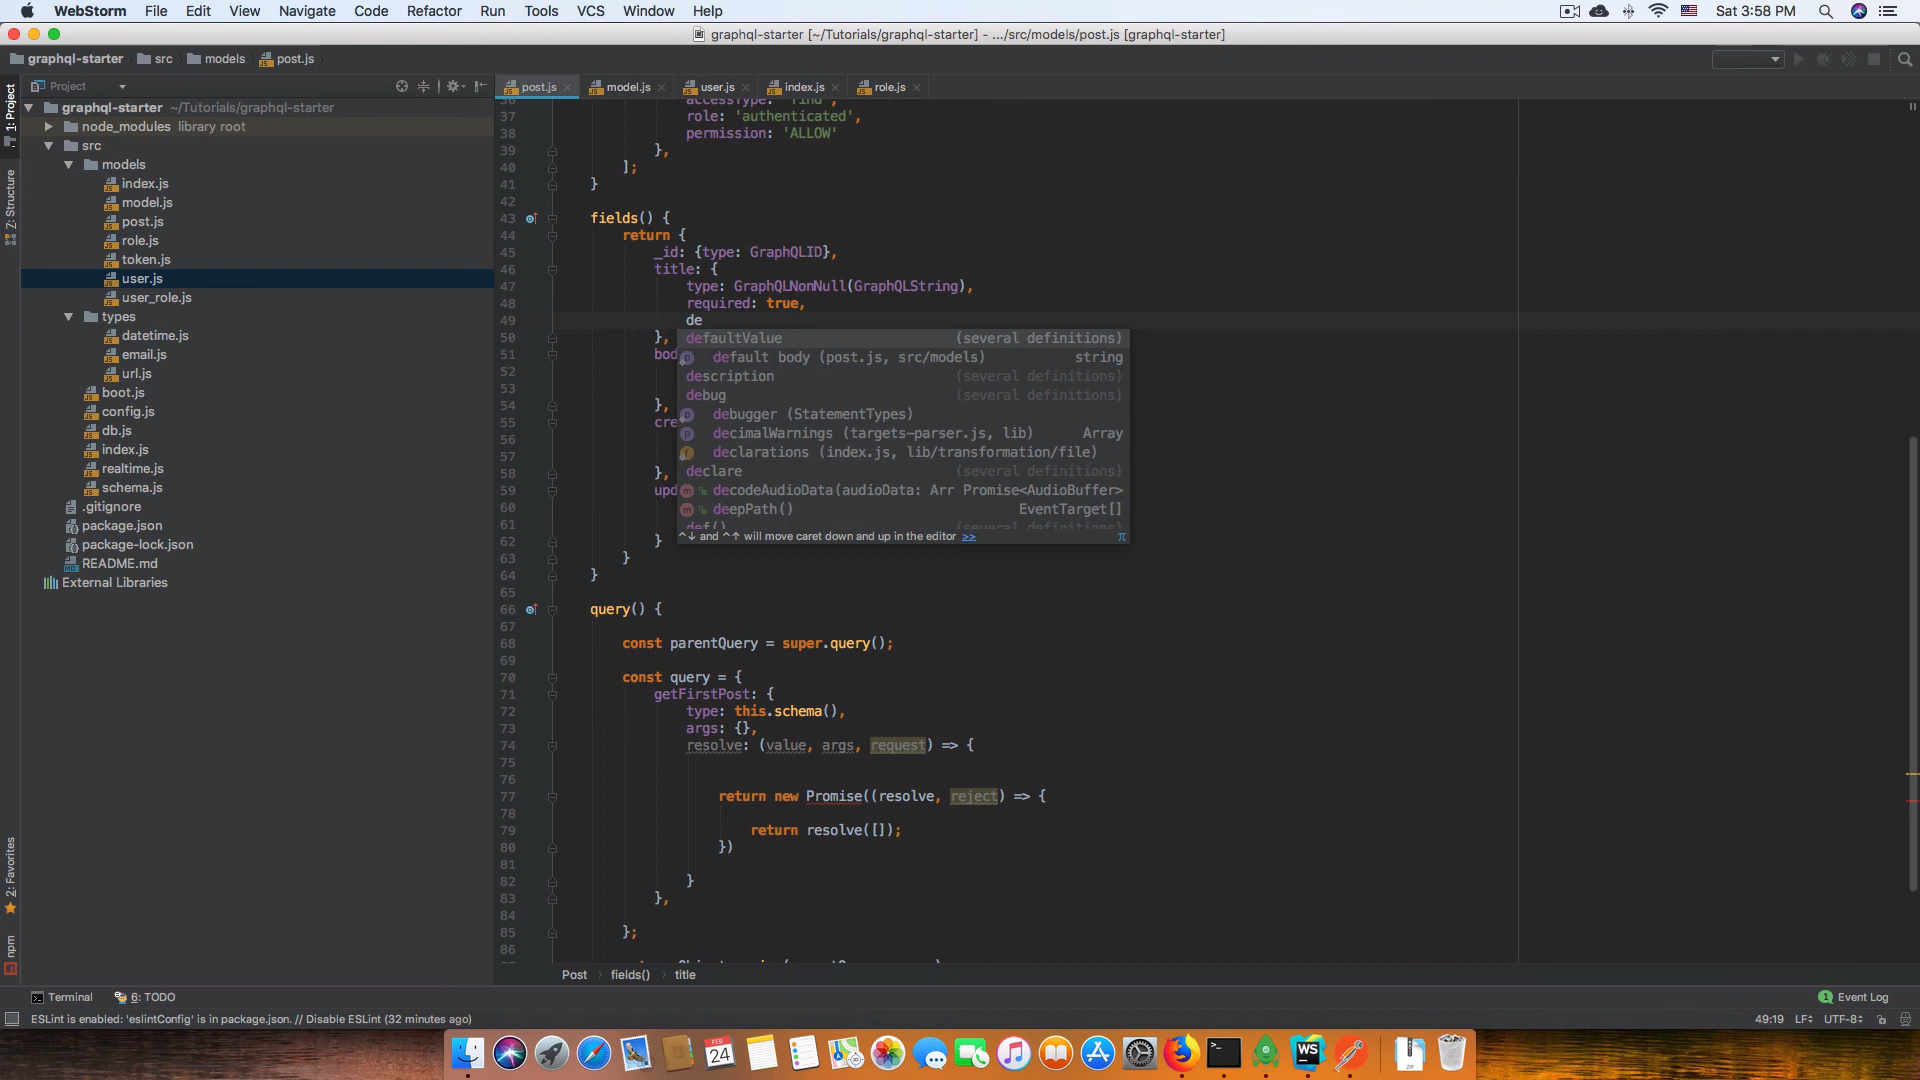 WebStorm File Edit View Navigate Code Refactor Run Tools VCS Window Help Sat 3:58 PM
graphql-starter [~/Tutorials/graphql-starter] - .../src/models/post.js [graphql-starter]
graphql-starter src models post.js
Project post.js model.js user.js index.js role.js
1: Project
7: Structure
2: Favorites
npm
graphql-starter ~/Tutorials/graphql-starter
node_modules library root
src
models
index.js
model.js
post.js
role.js
token.js
user.js
user_role.js
types
datetime.js
email.js
url.js
boot.js
config.js
db.js
index.js
realtime.js
schema.js
.gitignore
package.json
package-lock.json
README.md
External Libraries
36 accessType: 'find',
37 role: 'authenticated',
38 permission: 'ALLOW'
39 },
40 ];
41 }
42
43 fields() {
44 return {
45 _id: {type: GraphQLID},
46 title: {
47 type: GraphQLNonNull(GraphQLString),
48 required: true,
49 de
50 },
51 bod
52
53
54 },
55 cre
56
57
58 },
59 upd
60
61
62 }
63 }
64 }
65
66 query() {
67
68 const parentQuery = super.query();
69
70 const query = {
71 getFirstPost: {
72 type: this.schema(),
73 args: {},
74 resolve: (value, args, request) => {
75
76
77 return new Promise((resolve, reject) => {
78
79 return resolve([]);
80 })
81
82 }
83 },
84
85 };
86
defaultValue (several definitions)
default body (post.js, src/models) string
description (several definitions)
debug (several definitions)
debugger (StatementTypes)
decimalWarnings (targets-parser.js, lib) Array
declarations (index.js, lib/transformation/file)
declare (several definitions)
decodeAudioData(audioData: Arr Promise<AudioBuffer>
deepPath() EventTarget[]
def() (several definitions)
^↓ and ^↑ will move caret down and up in the editor >> π
Post fields() title
Terminal 6: TODO 1 Event Log
ESLint is enabled: 'eslintConfig' is in package.json. // Disable ESLint (32 minutes ago) 49:19 LF UTF-8
FEB
24
>_
WS
ZIP